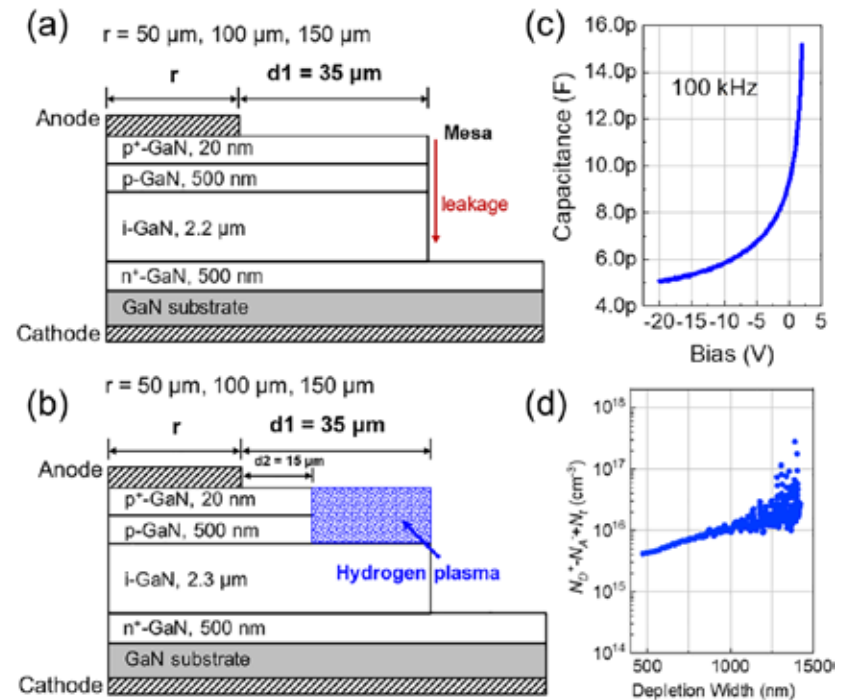 (a)
r = 50 μm, 100 μm, 150 μm
r
d1 = 35 μm
Anode
Mesa
p⁺-GaN, 20 nm
p-GaN, 500 nm
leakage
i-GaN, 2.2 μm
n⁺-GaN, 500 nm
GaN substrate
Cathode
(c)
16.0p
14.0p
12.0p
10.0p
8.0p
6.0p
4.0p
Capacitance (F)
100 kHz
-20 -15 -10 -5 0 5
Bias (V)
(b)
r = 50 μm, 100 μm, 150 μm
r
d1 = 35 μm
d2 = 15 μm
Anode
p⁺-GaN, 20 nm
p-GaN, 500 nm
Hydrogen plasma
i-GaN, 2.3 μm
n⁺-GaN, 500 nm
GaN substrate
Cathode
(d)
10¹⁸
10¹⁷
10¹⁶
10¹⁵
10¹⁴
N_D⁺-N_A⁻+N_t (cm⁻³)
500 1000 1500
Depletion Width (nm)